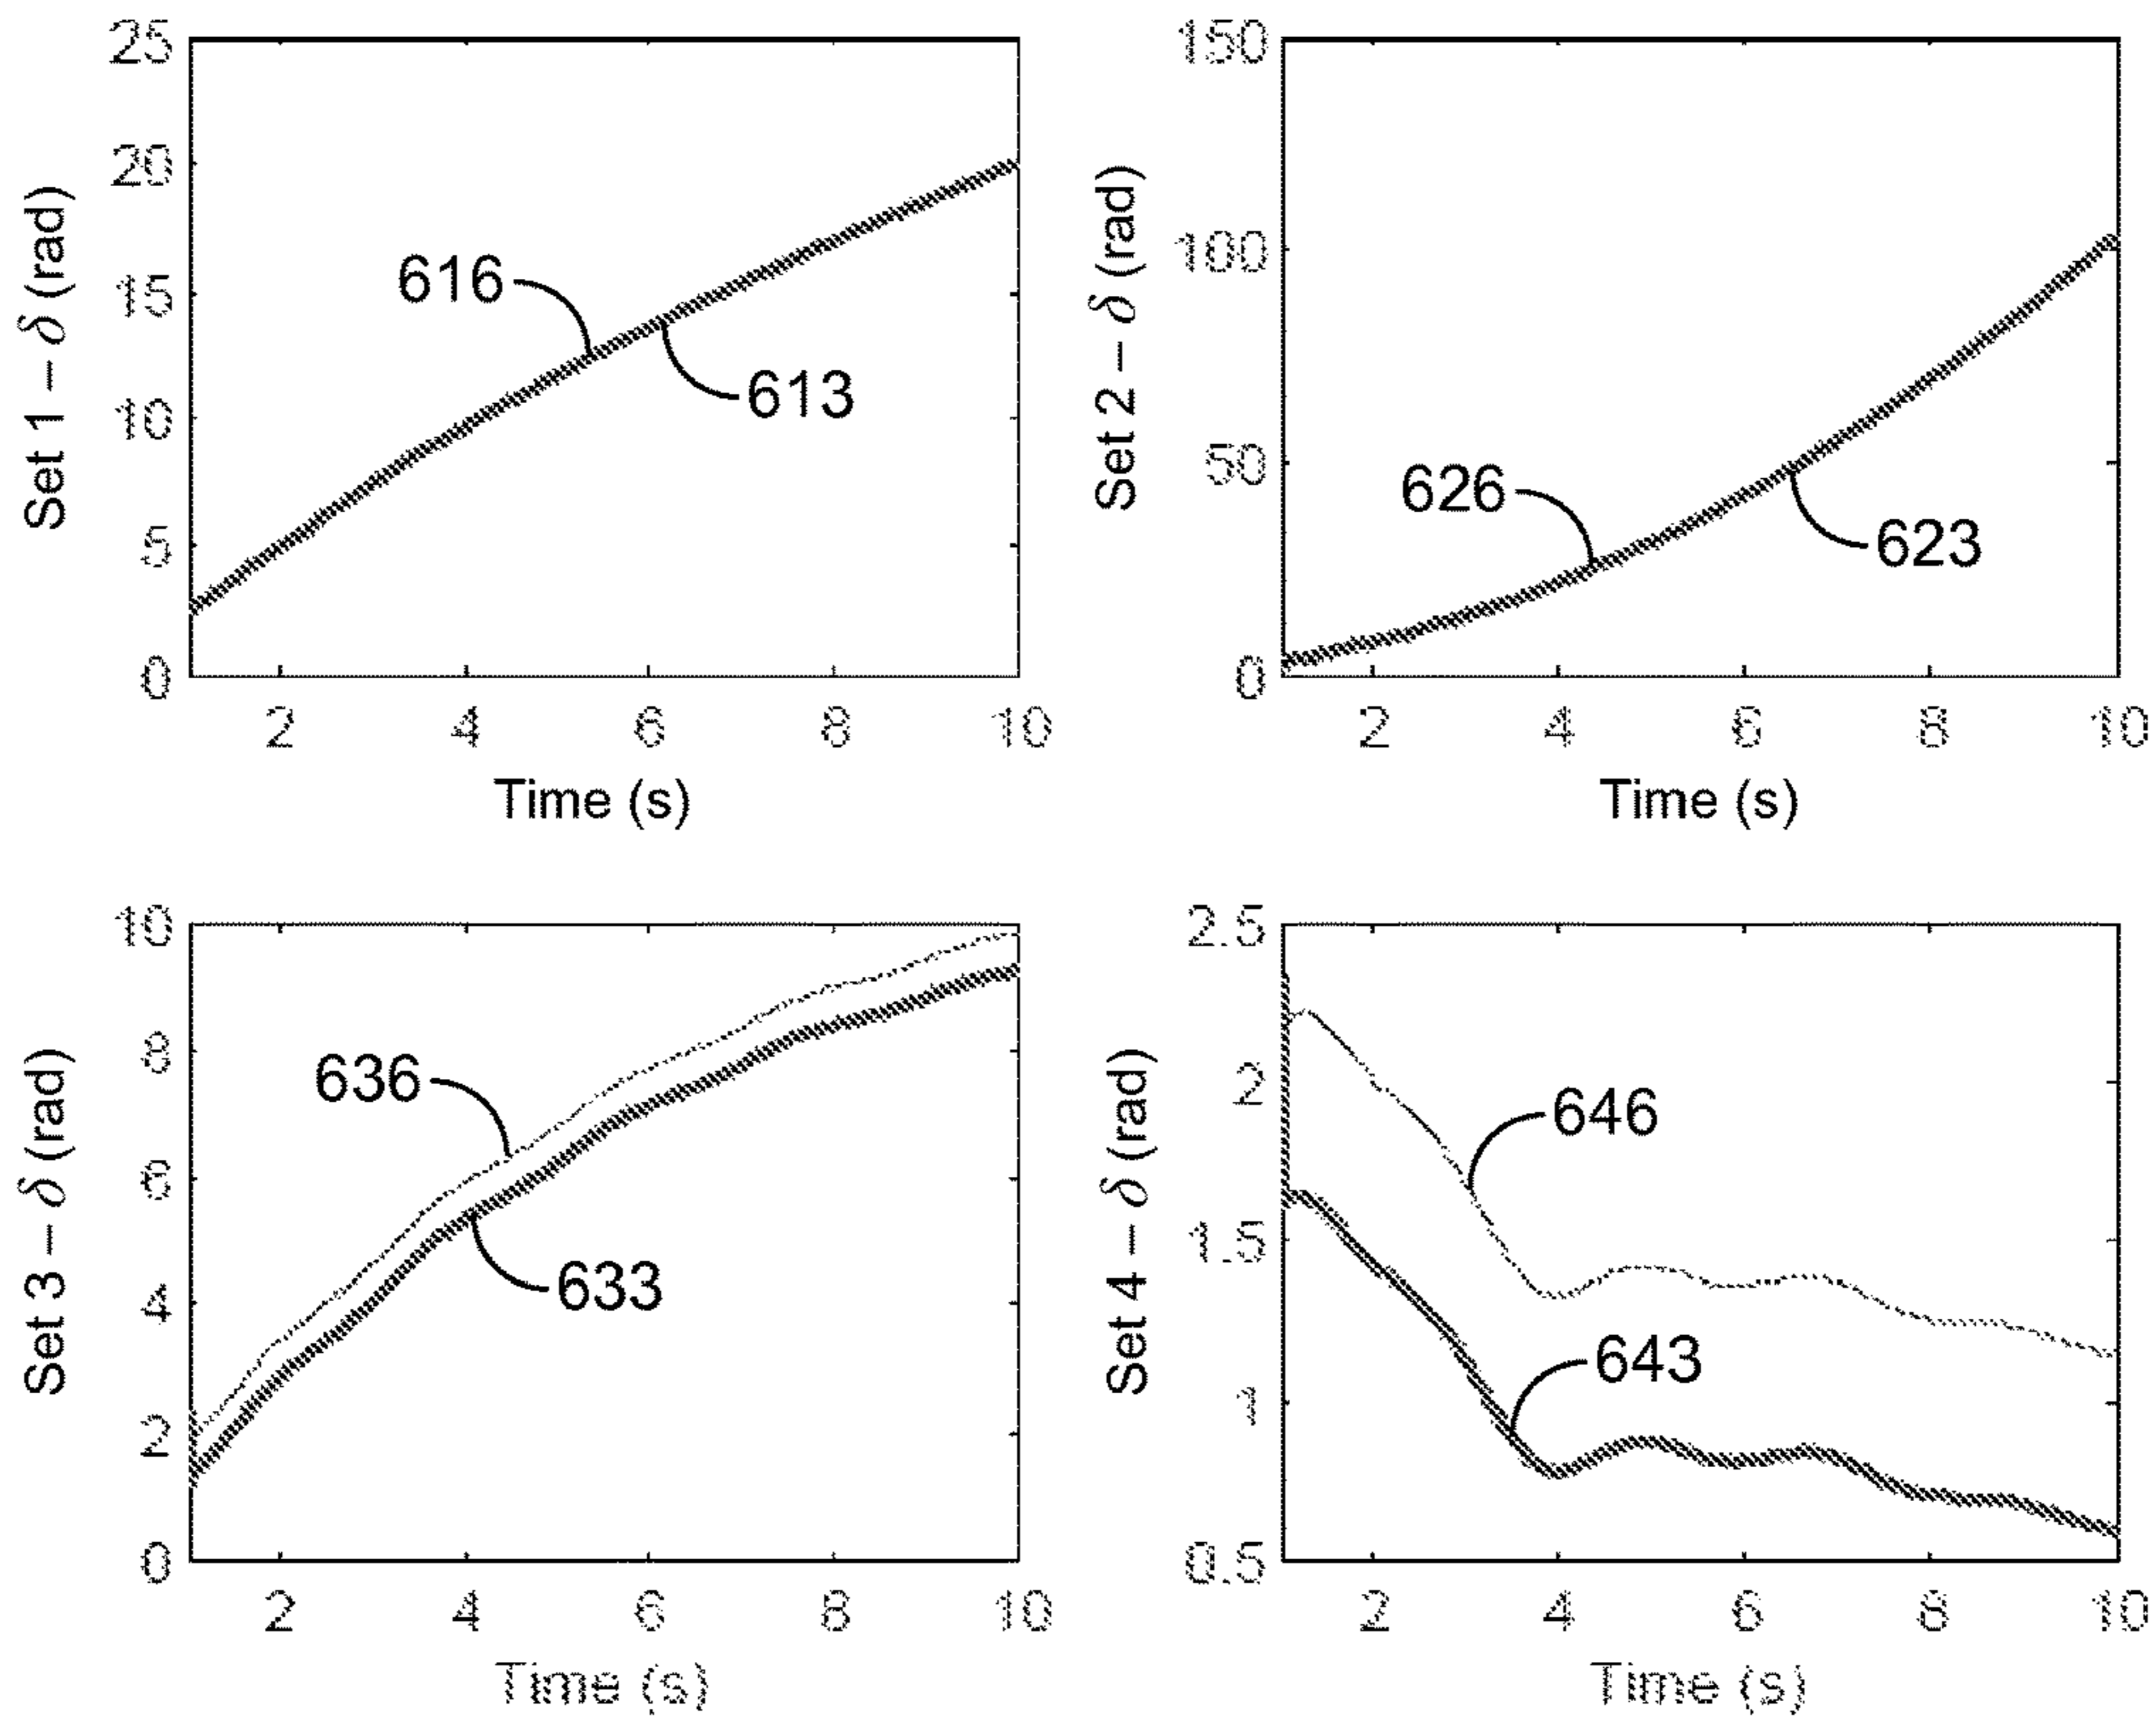 25
20
15
10
5
0
Set 1 – δ (rad)
616
613
2 4 6 8 10
Time (s)
150
100
50
0
Set 2 – δ (rad)
626
623
2 4 6 8 10
Time (s)
10
8
6
4
2
0
Set 3 – δ (rad)
636
633
2 4 6 8 10
Time (s)
2.5
2
1.5
1
0.5
Set 4 – δ (rad)
646
643
2 4 6 8 10
Time (s)